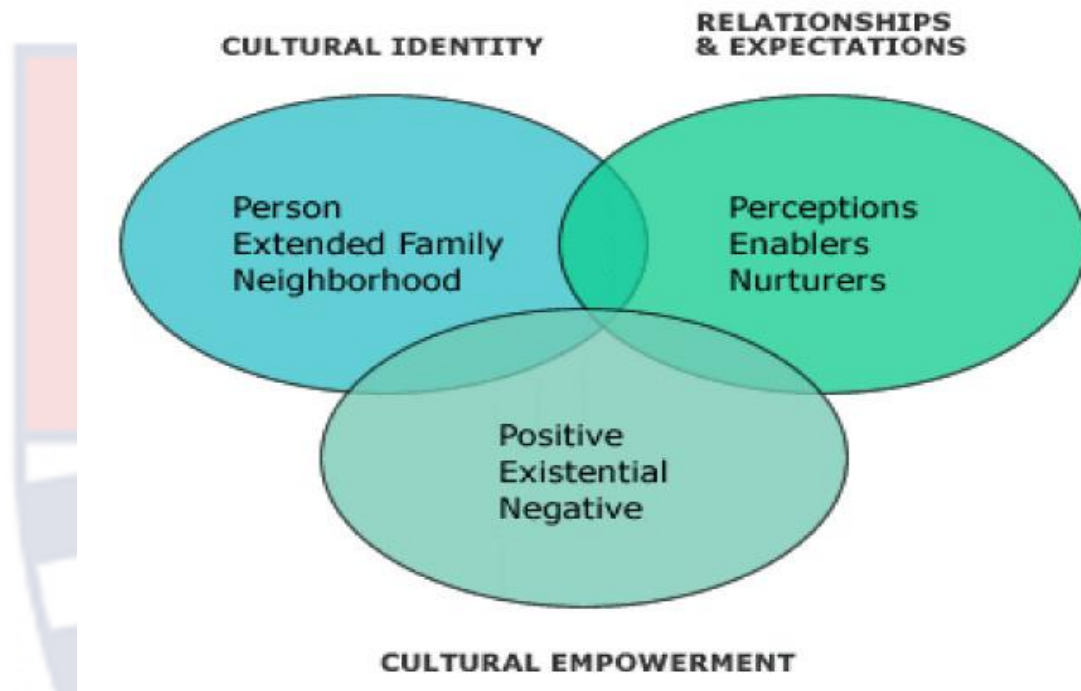 CULTURAL IDENTITY
RELATIONSHIPS
& EXPECTATIONS
Person
Extended Family
Neighborhood
Perceptions
Enablers
Nurturers
Positive
Existential
Negative
CULTURAL EMPOWERMENT